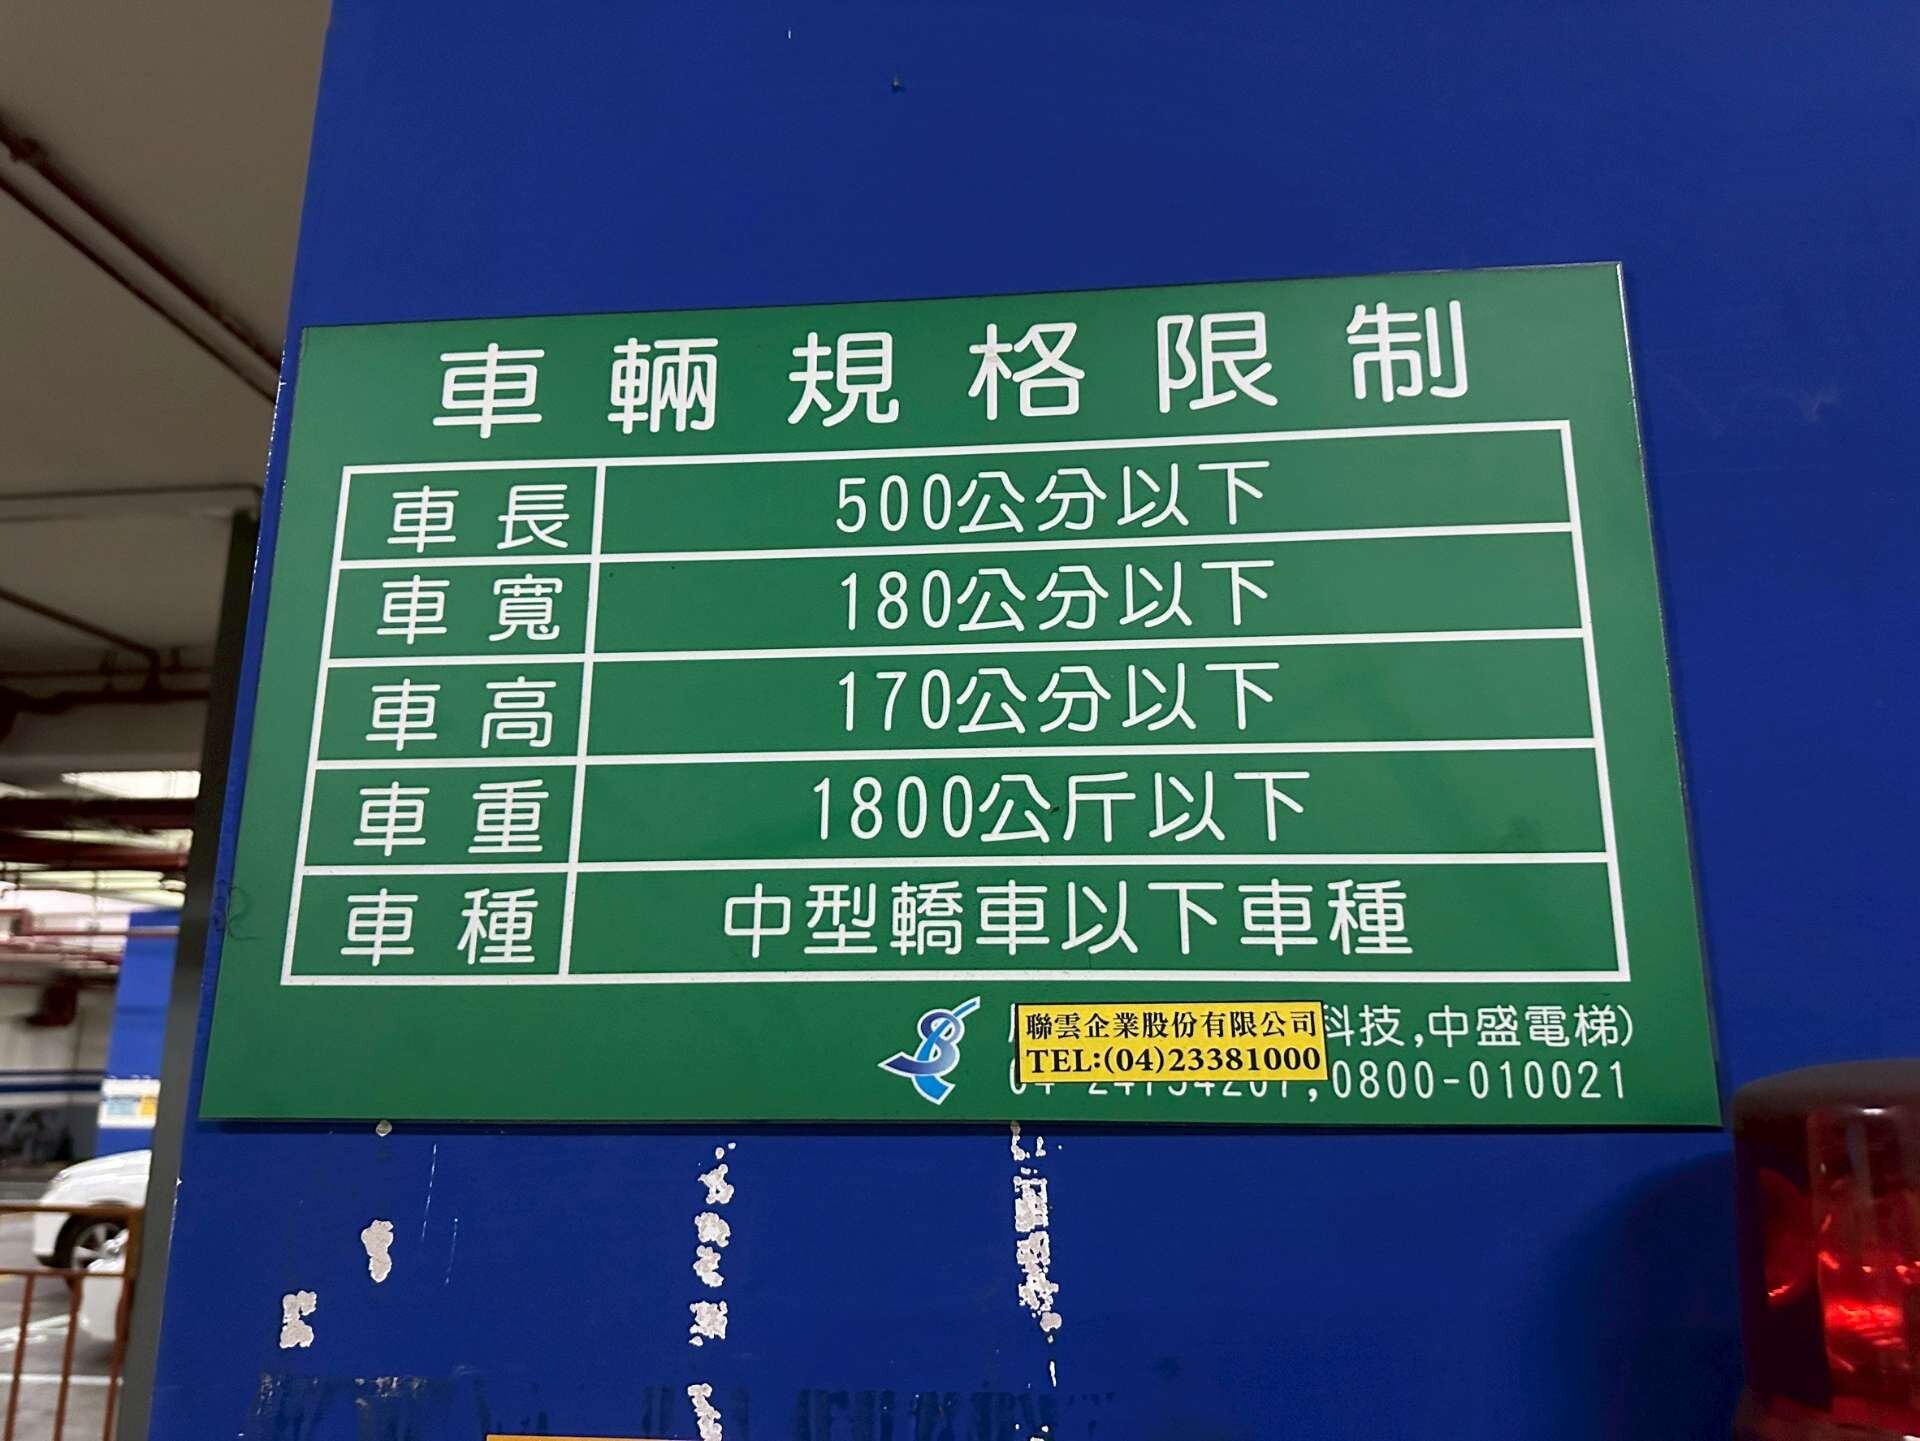 車輛規格限制
車長 500公分以下
車寬 180公分以下
車高 170公分以下
車重 1800公斤以下
車種 中型轎車以下車種
聯雲企業股份有限公司
TEL:(04)23381000
科技,中盛電梯)
,0800-010021